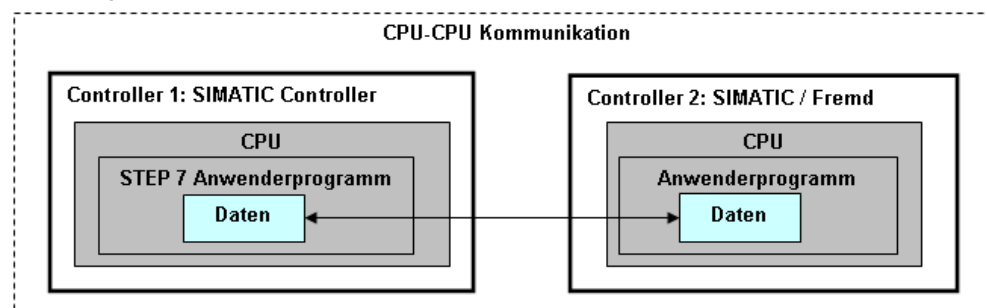 CPU-CPU Kommunikation
Controller 1: SIMATIC Controller
CPU
STEP 7 Anwenderprogramm
Daten
Controller 2: SIMATIC / Fremd
CPU
Anwenderprogramm
Daten